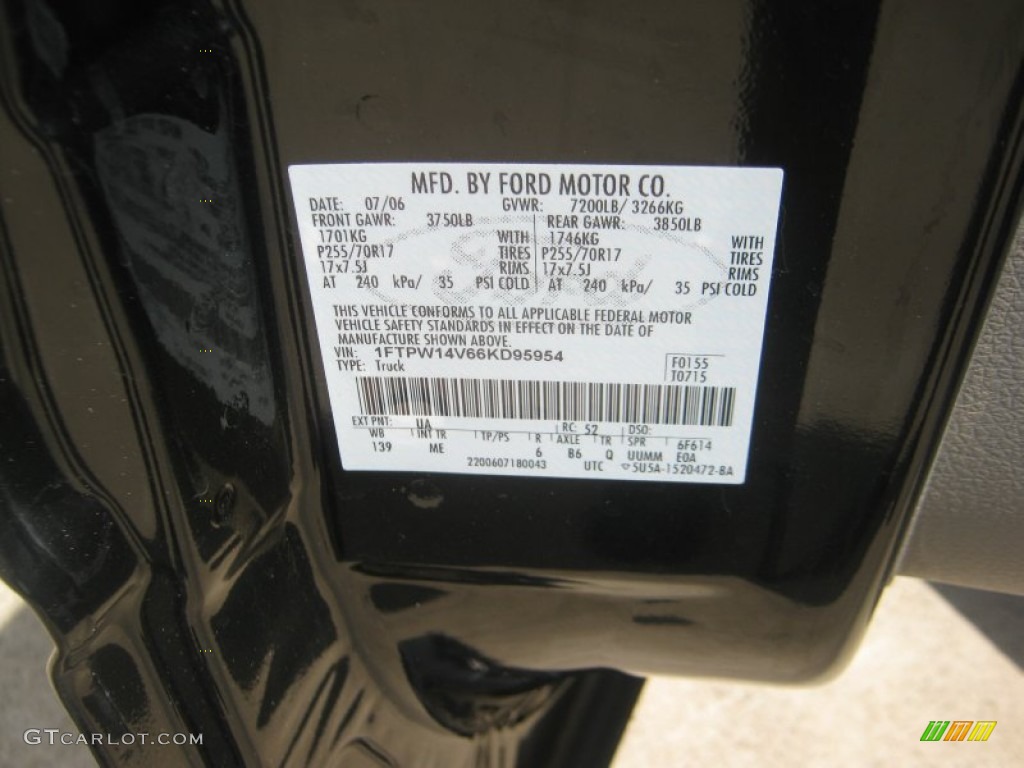 MFD. BY FORD MOTOR CO.
DATE: 07/06 GVWR: 7200LB/ 3266KG
FRONT GAWR: 3750LB REAR GAWR: 3850LB
1701KG WITH 1746KG WITH
P255/70R17 TIRES P255/70R17 TIRES
17x7.5J RIMS 17x7.5J RIMS
AT 240 kPa/ 35 PSI COLD AT 240 kPa/ 35 PSI COLD
THIS VEHICLE CONFORMS TO ALL APPLICABLE FEDERAL MOTOR
VEHICLE SAFETY STANDARDS IN EFFECT ON THE DATE OF
MANUFACTURE SHOWN ABOVE.
VIN: 1FTPW14V66KD95954 F0155
TYPE: Truck T0715
EXT PNT: UA RC: 52 DSO:
WB INT TR TP/PS R AXLE TR SPR 6F614
139 ME 6 B6 Q UUMM EOA
2200607180043 UTC 5U5A-1520472-BA
GTCARLOT.COM